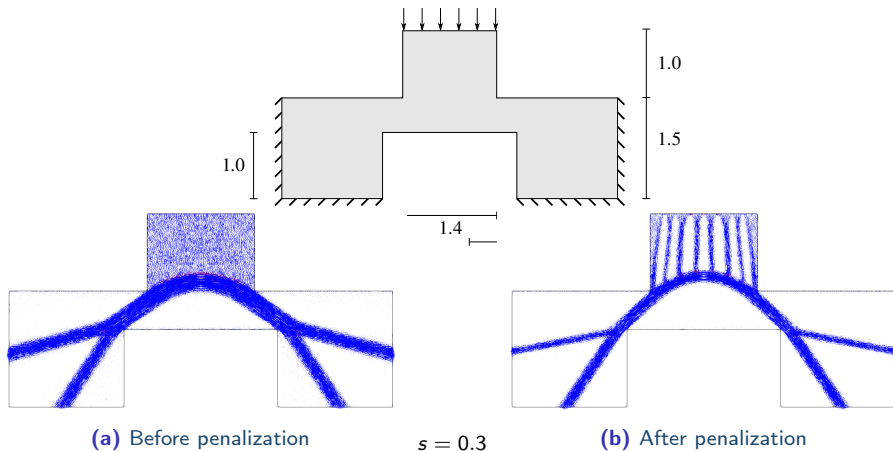 1.0
1.5
1.0
1.4
(a) Before penalization
s = 0.3
(b) After penalization